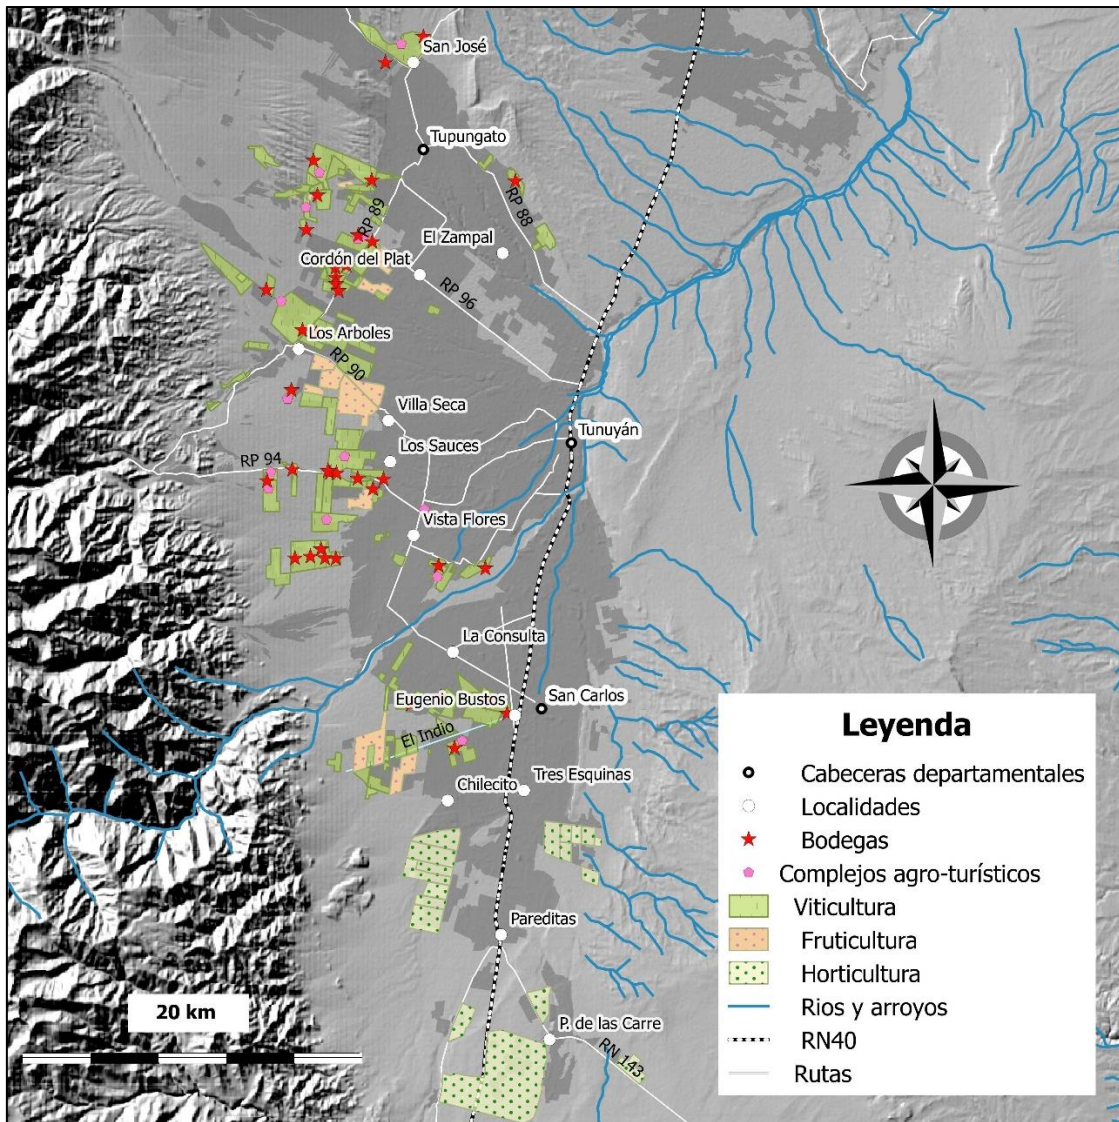 San José
Tupungato
RP 89
RP 88
El Zampal
Cordón del Plat
RP 96
Los Arboles
RP 90
Villa Seca
Tunuyán
Los Sauces
RP 94
Vista Flores
La Consulta
Eugenio Bustos
San Carlos
El Indio
Chilecito
Tres Esquinas
Pareditas
P. de las Carre
RN 143
20 km
Leyenda
Cabeceras departamentales
Localidades
Bodegas
Complejos agro-turísticos
Viticultura
Fruticultura
Horticultura
Rios y arroyos
RN40
Rutas